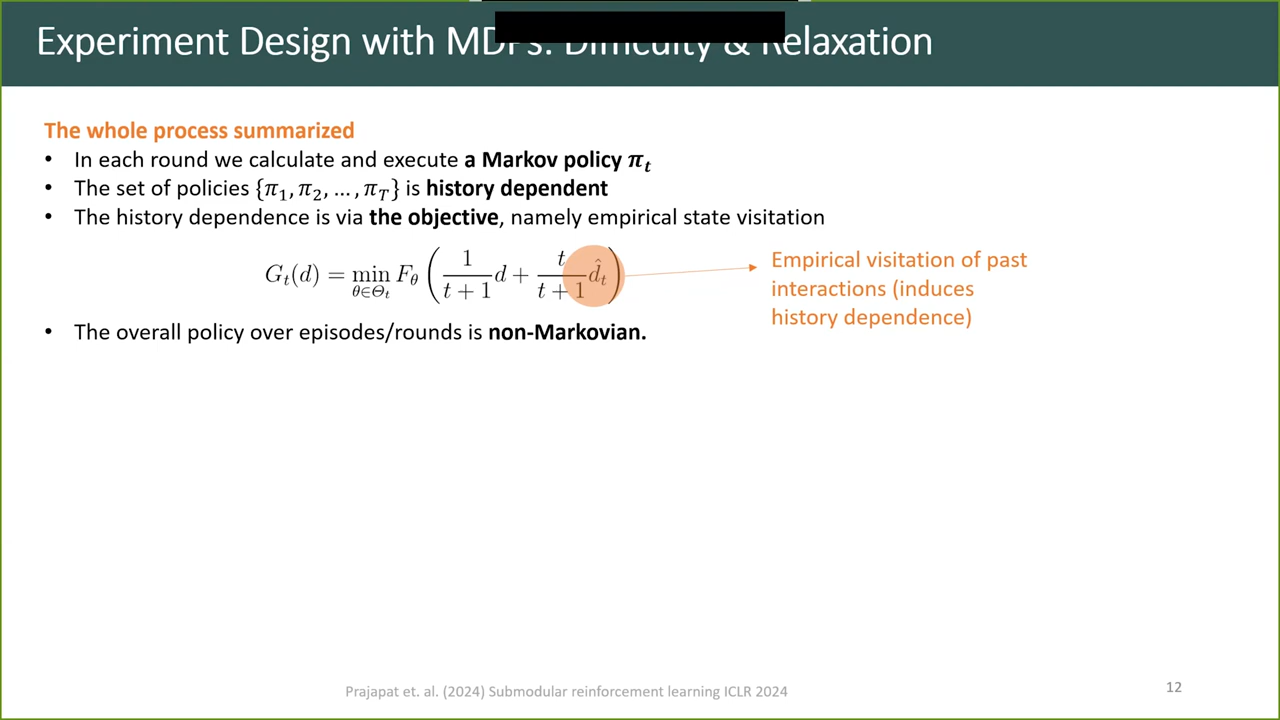 Experiment Design with MDPs: Difficulty & Relaxation
The whole process summarized
• In each round we calculate and execute a Markov policy π_t
• The set of policies {π_1, π_2, … , π_T} is history dependent
• The history dependence is via the objective, namely empirical state visitation
G_t(d) = min_{θ∈Θ_t} F_θ ( 1/(t+1) d + t/(t+1) d̂_t )
Empirical visitation of past
interactions (induces
history dependence)
• The overall policy over episodes/rounds is non-Markovian.
Prajapat et. al. (2024) Submodular reinforcement learning ICLR 2024
12